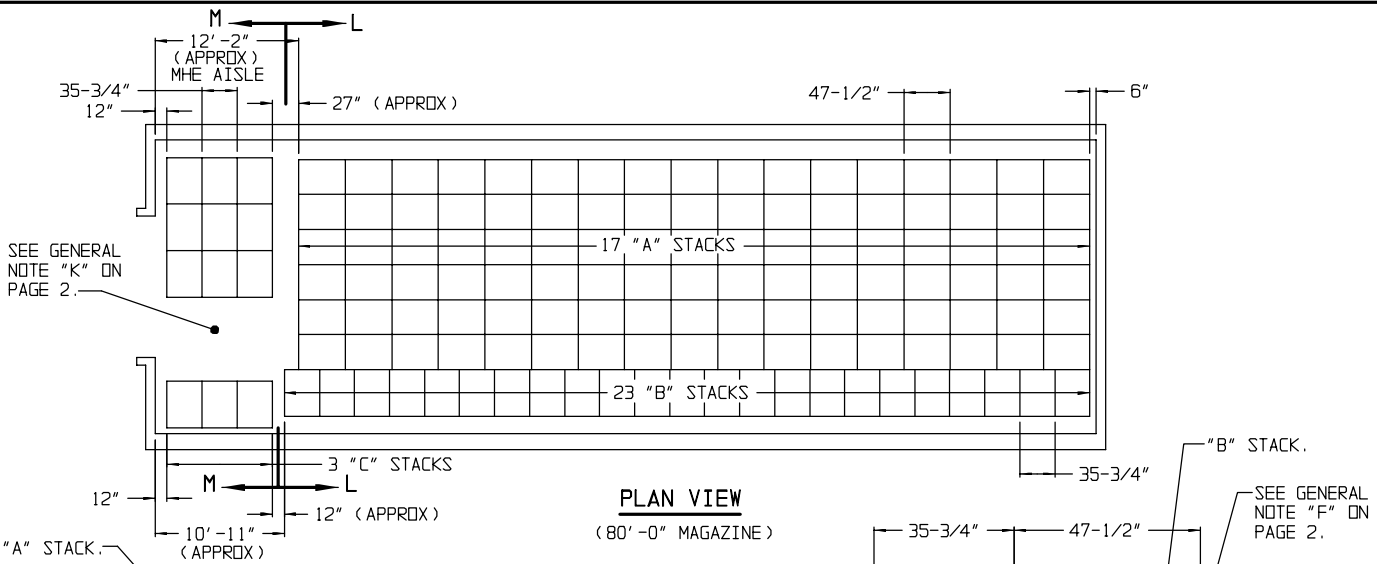 M L
12'-2"
(APPROX)
MHE AISLE
35-3/4"
12"
27" (APPROX)
47-1/2"
6"
SEE GENERAL
NOTE "K" ON
PAGE 2.
17 "A" STACKS
23 "B" STACKS
3 "C" STACKS
M L
12"
12" (APPROX)
10'-11"
(APPROX)
35-3/4"
PLAN VIEW
(80'-0" MAGAZINE)
"A" STACK.
35-3/4"
47-1/2"
"B" STACK.
SEE GENERAL
NOTE "F" ON
PAGE 2.